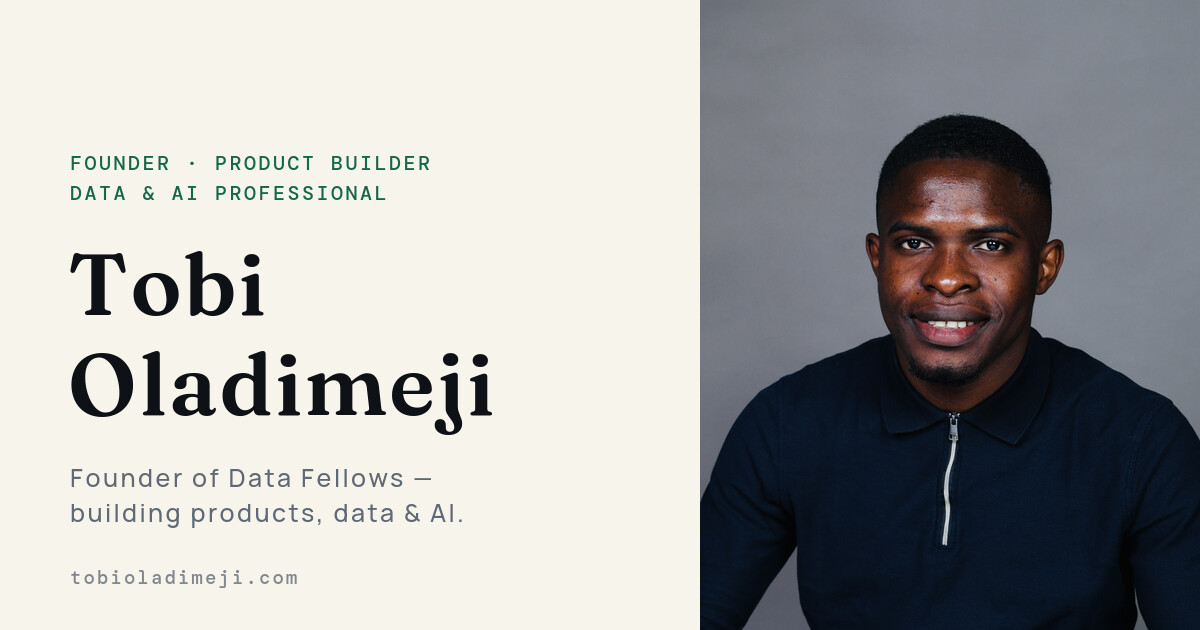 FOUNDER · PRODUCT BUILDER
DATA & AI PROFESSIONAL
Tobi
Oladimeji
Founder of Data Fellows —
building products, data & AI.
tobioladimeji.com